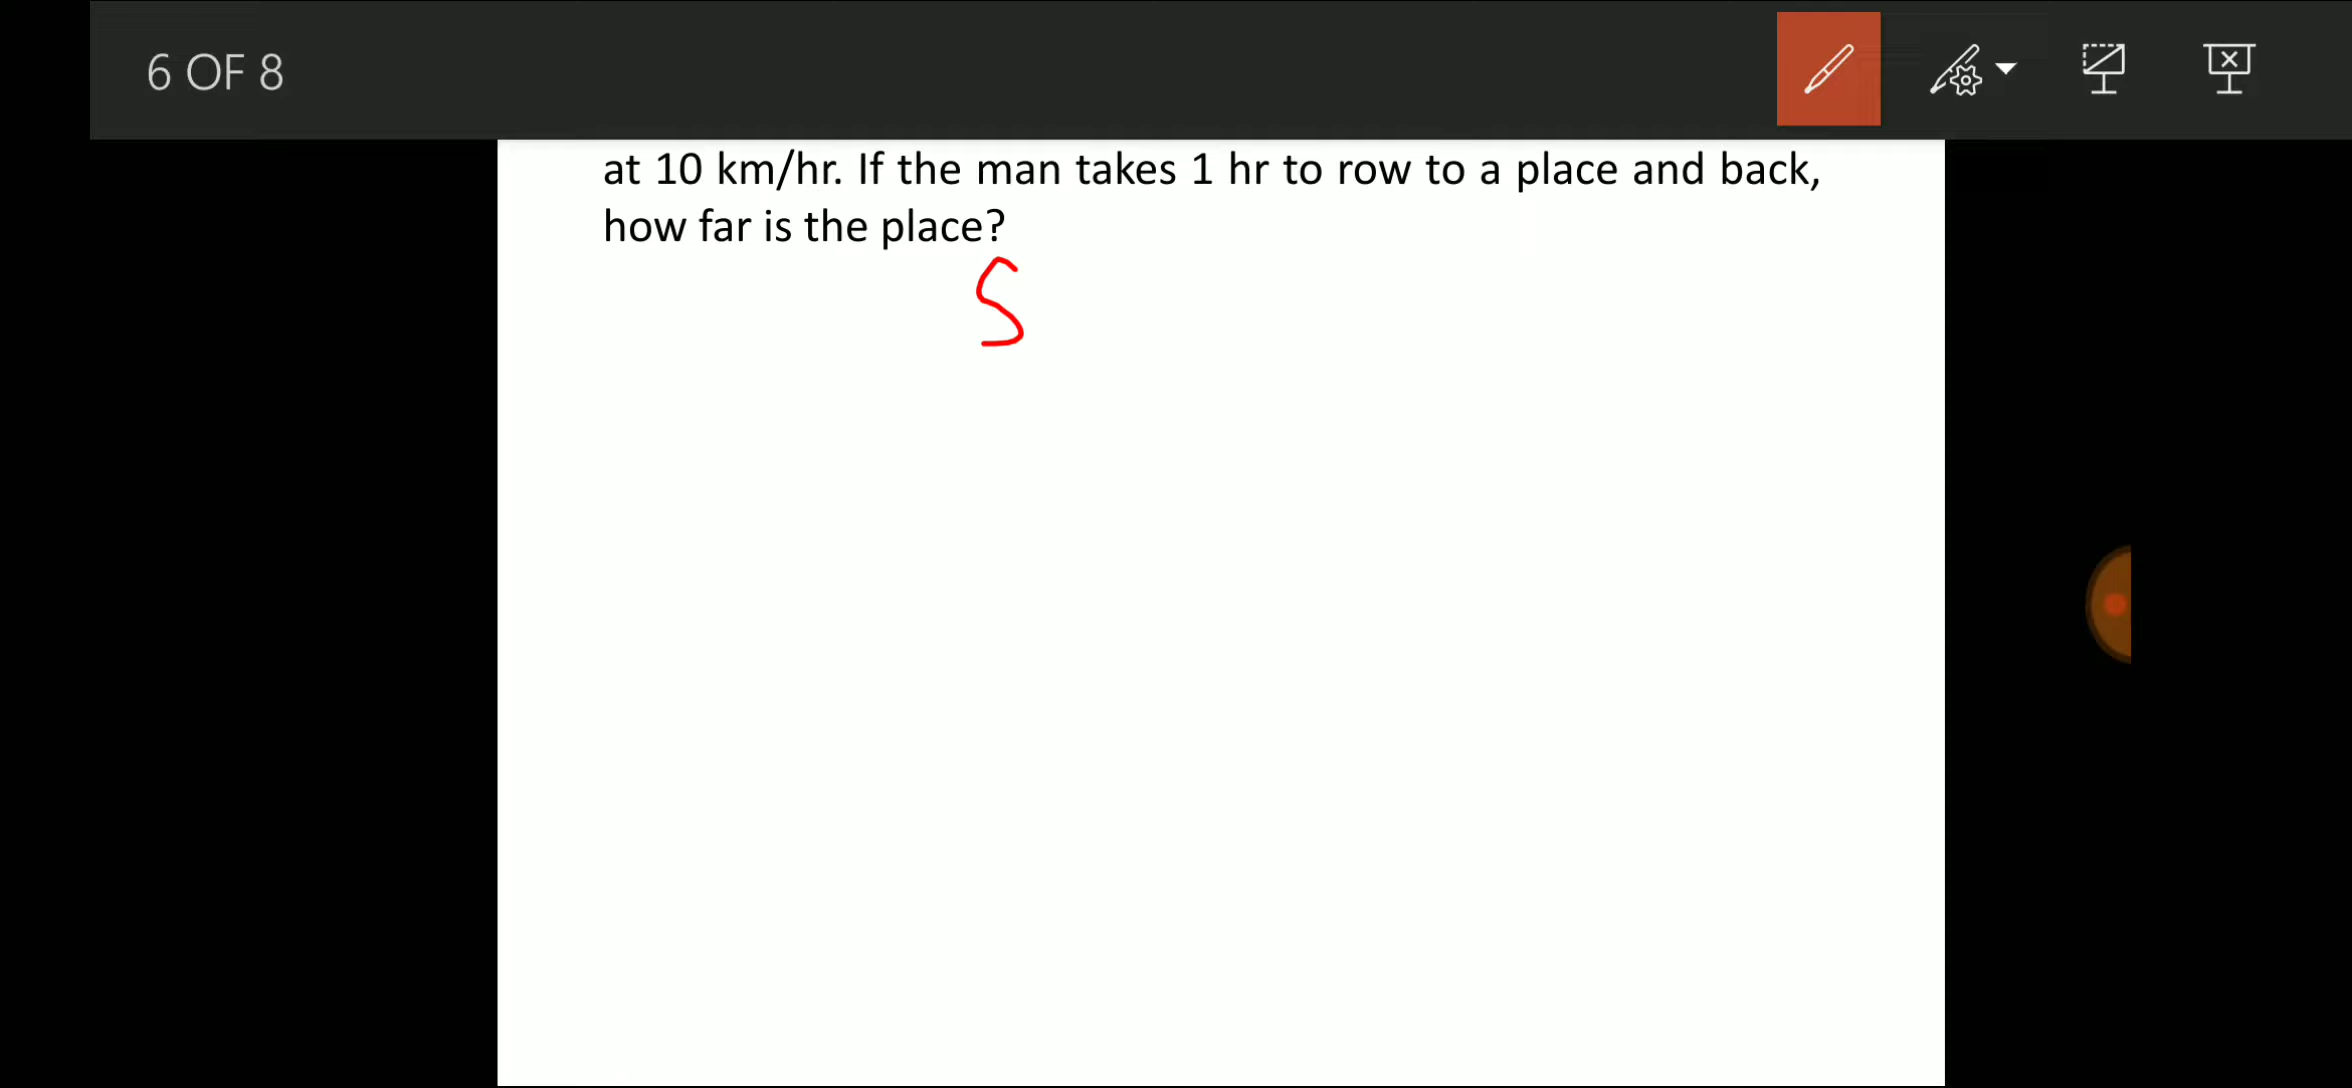 6 OF 8
at 10 km/hr. If the man takes 1 hr to row to a place and back,
how far is the place?
S